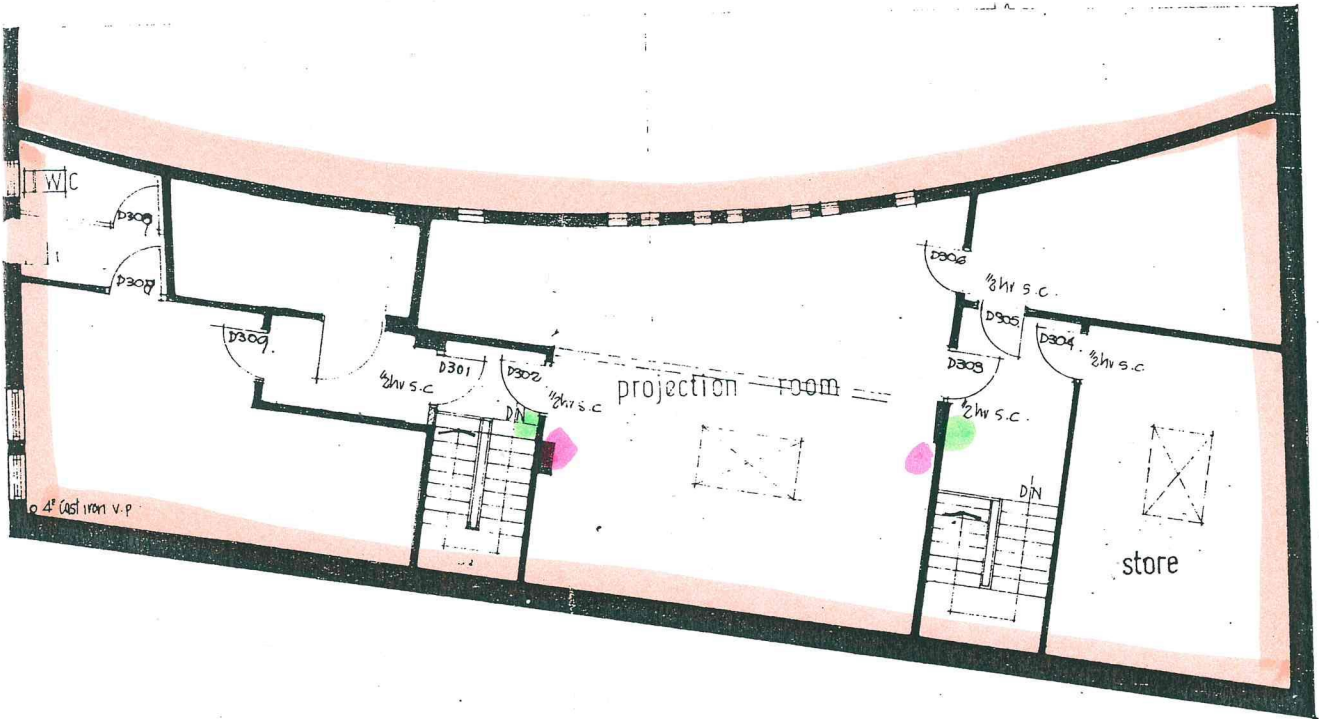 WC
D308
D307
D309.
D301
D302
½hr s.c
½hr s.c
DN
projection room
D306
½hr s.c.
D305
D304
½hr s.c
D303
½hr s.c.
DN
store
4" Cast iron v.p